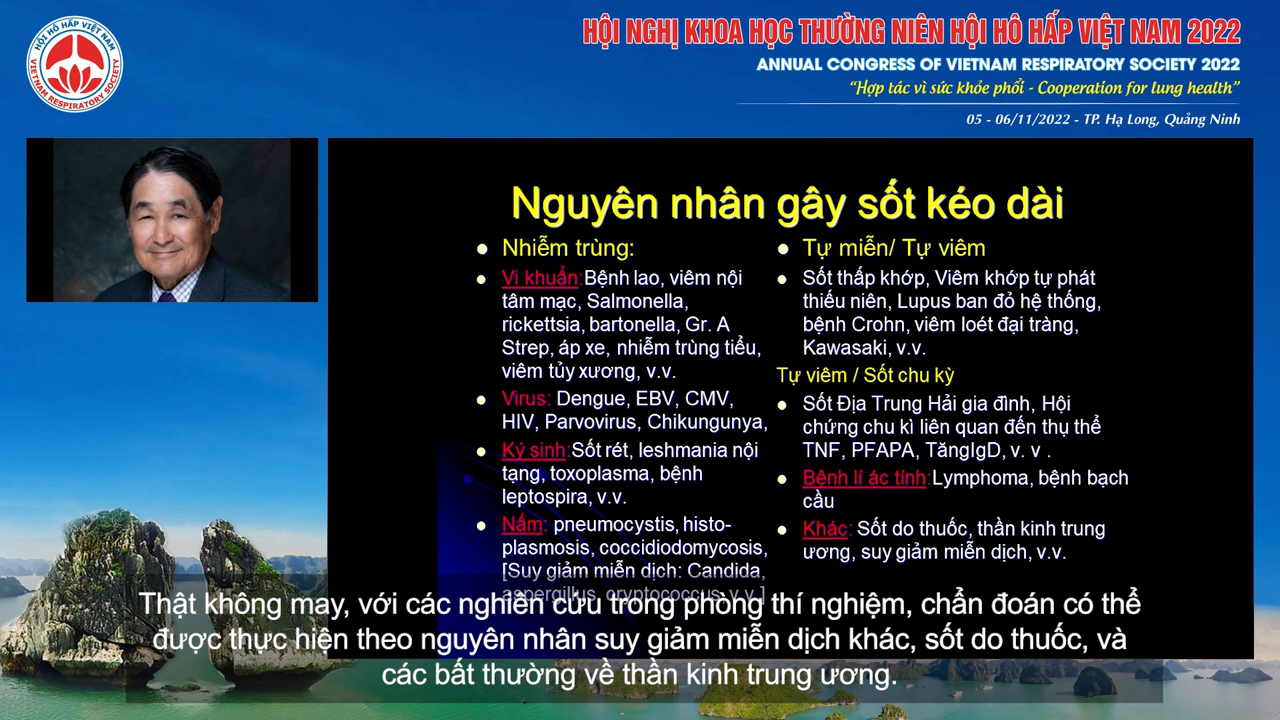 HỘI HÔ HẤP VIỆT NAM
VIETNAM RESPIRATORY SOCIETY
HỘI NGHỊ KHOA HỌC THƯỜNG NIÊN HỘI HÔ HẤP VIỆT NAM 2022
ANNUAL CONGRESS OF VIETNAM RESPIRATORY SOCIETY 2022
“Hợp tác vì sức khỏe phổi - Cooperation for lung health”
05 - 06/11/2022 - TP. Hạ Long, Quảng Ninh
Nguyên nhân gây sốt kéo dài
● Nhiễm trùng:
● Vi khuẩn:Bệnh lao, viêm nội
tâm mạc, Salmonella,
rickettsia, bartonella, Gr. A
Strep, áp xe, nhiễm trùng tiểu,
viêm tủy xương, v.v.
● Virus: Dengue, EBV, CMV,
HIV, Parvovirus, Chikungunya,
● Ký sinh:Sốt rét, leshmania nội
tạng, toxoplasma, bệnh
leptospira, v.v.
● Nấm: pneumocystis, histo-
plasmosis, coccidiodomycosis,
[Suy giảm miễn dịch: Candida,
aspergillus, cryptococcus, v.v.]
● Tự miễn/ Tự viêm
● Sốt thấp khớp, Viêm khớp tự phát
thiếu niên, Lupus ban đỏ hệ thống,
bệnh Crohn, viêm loét đại tràng,
Kawasaki, v.v.
Tự viêm / Sốt chu kỳ
● Sốt Địa Trung Hải gia đình, Hội
chứng chu kì liên quan đến thụ thể
TNF, PFAPA, TăngIgD, v. v .
● Bệnh lí ác tính:Lymphoma, bệnh bạch
cầu
● Khác: Sốt do thuốc, thần kinh trung
ương, suy giảm miễn dịch, v.v.
Thật không may, với các nghiên cứu trong phòng thí nghiệm, chẩn đoán có thể
được thực hiện theo nguyên nhân suy giảm miễn dịch khác, sốt do thuốc, và
các bất thường về thần kinh trung ương.